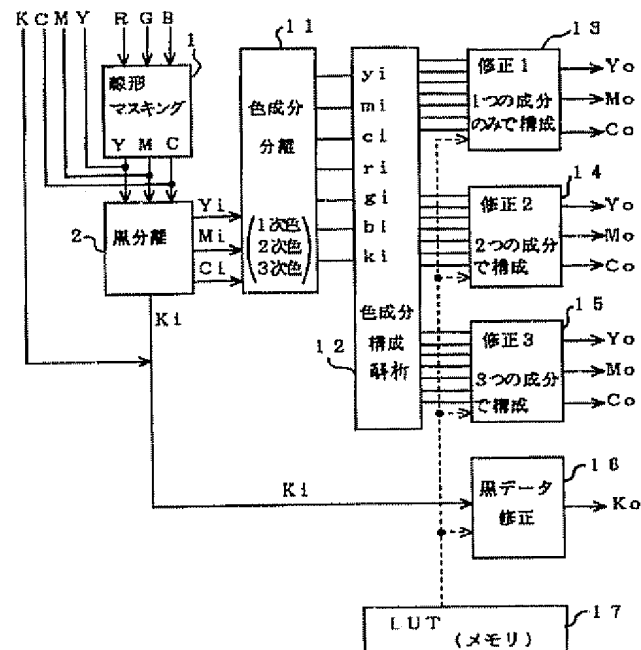 K C M Y R G B
1
線形
マスキング
Y M C
2
黒分離
Yi
Mi
Ci
Ki
11
色成分
分離
1次色
2次色
3次色
yi
mi
ci
ri
gi
bi
ki
色成分
構成
解析
12
13
修正1
1つの成分
のみで構成
Yo
Mo
Co
14
修正2
2つの成分
で構成
Yo
Mo
Co
15
修正3
3つの成分
で構成
Yo
Mo
Co
Ki
16
黒データ
修正
Ko
LUT
(メモリ)
17